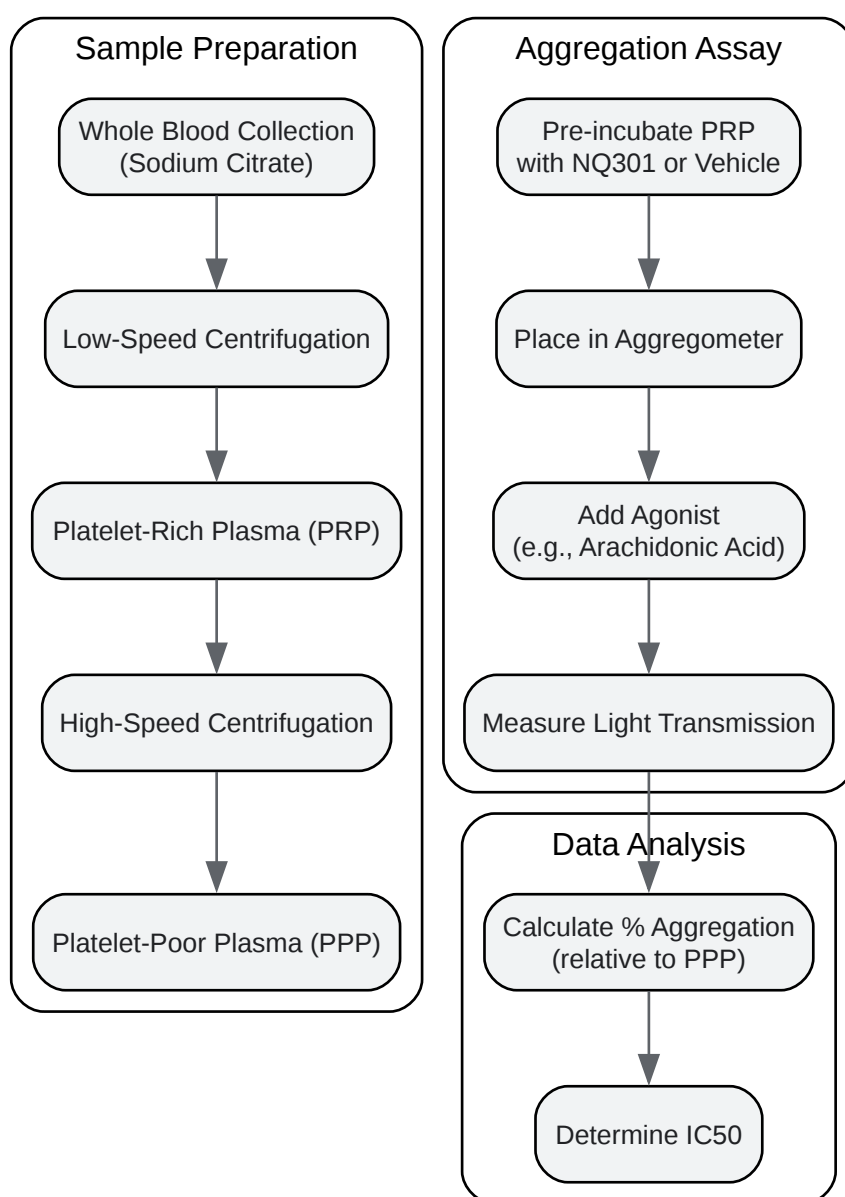 Sample Preparation
Whole Blood Collection
(Sodium Citrate)
Low-Speed Centrifugation
Platelet-Rich Plasma (PRP)
High-Speed Centrifugation
Platelet-Poor Plasma (PPP)
Aggregation Assay
Pre-incubate PRP
with NQ301 or Vehicle
Place in Aggregometer
Add Agonist
(e.g., Arachidonic Acid)
Measure Light Transmission
Data Analysis
Calculate % Aggregation
(relative to PPP)
Determine IC50